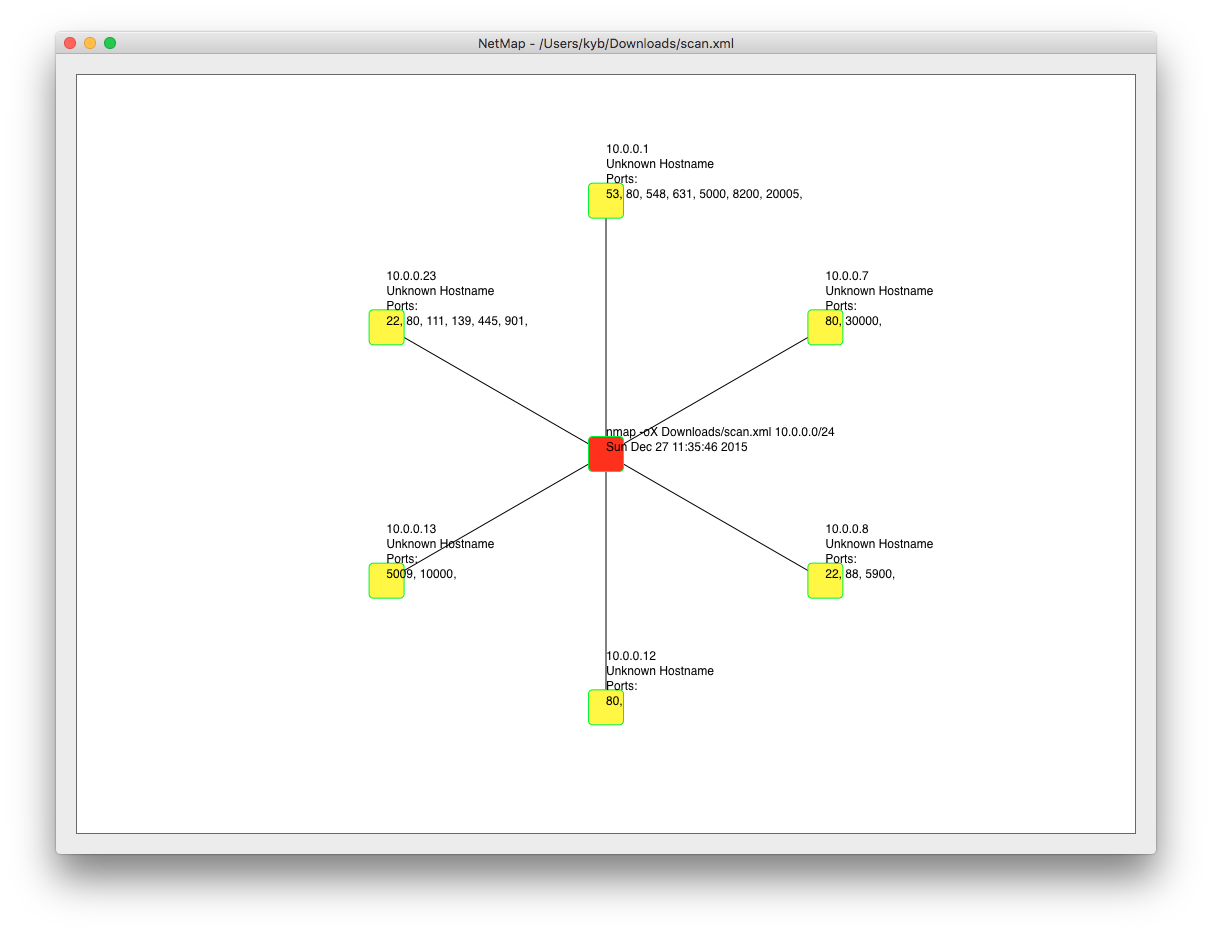 NetMap - /Users/kyb/Downloads/scan.xml
10.0.0.1
Unknown Hostname
Ports:
53, 80, 548, 631, 5000, 8200, 20005,
10.0.0.23
Unknown Hostname
Ports:
22, 80, 111, 139, 445, 901,
10.0.0.7
Unknown Hostname
Ports:
80, 30000,
nmap -oX Downloads/scan.xml 10.0.0.0/24
Sun Dec 27 11:35:46 2015
10.0.0.13
Unknown Hostname
Ports:
5009, 10000,
10.0.0.8
Unknown Hostname
Ports:
22, 88, 5900,
10.0.0.12
Unknown Hostname
Ports:
80,